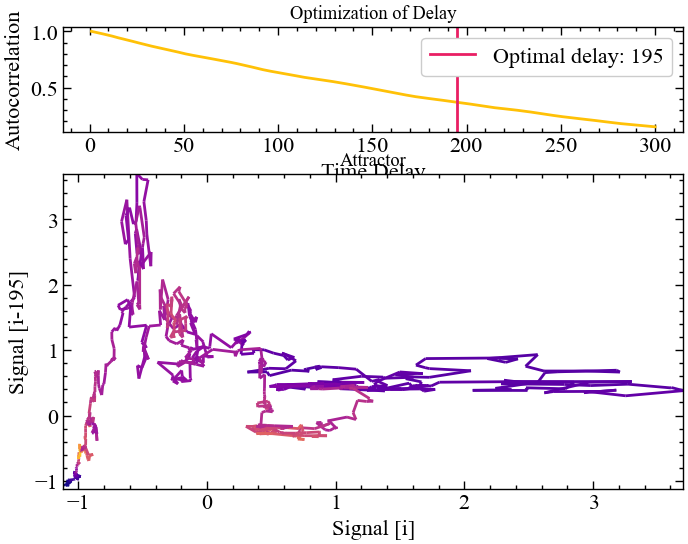 Optimization of Delay
Autocorrelation
1.0
0.5
Optimal delay: 195
0 50 100 150 200 250 300
Time Delay
Attractor
Signal [i-195]
3
2
1
0
−1
−1 0 1 2 3
Signal [i]